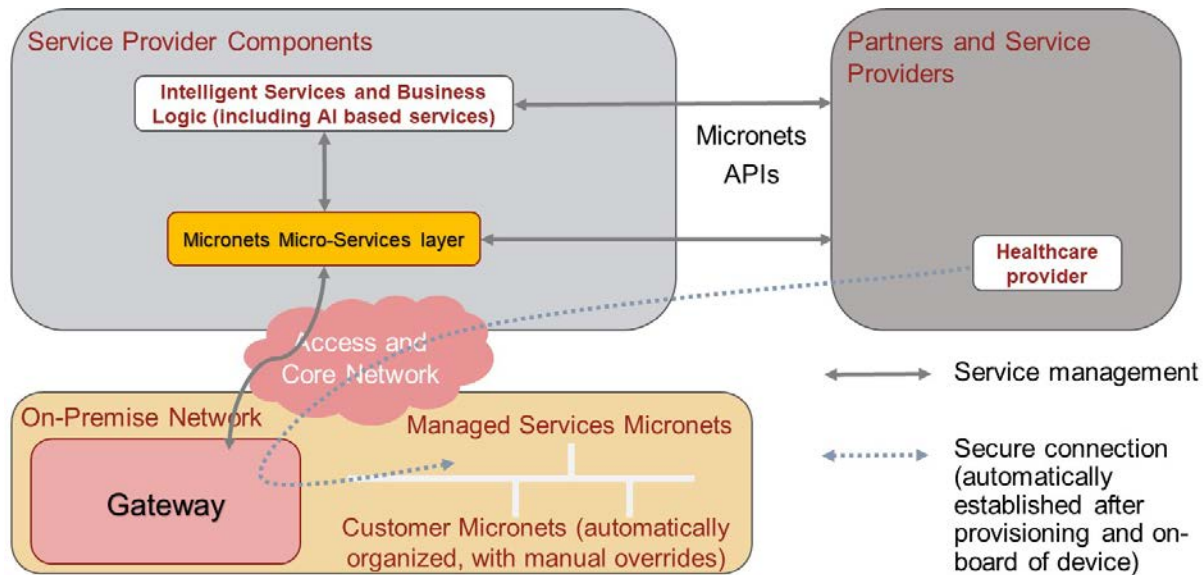 Service Provider Components
Intelligent Services and Business
Logic (including AI based services)
Micronets Micro-Services layer
Partners and Service
Providers
Micronets
APIs
Healthcare
provider
Access and
Core Network
On-Premise Network
Gateway
Managed Services Micronets
Customer Micronets (automatically
organized, with manual overrides)
Service management
Secure connection
(automatically
established after
provisioning and on-
board of device)